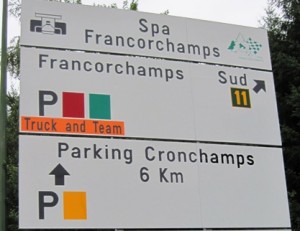 Spa
Francorchamps
Francorchamps Sud
11
P
Truck and Team
Parking Cronchamps
6 Km
P